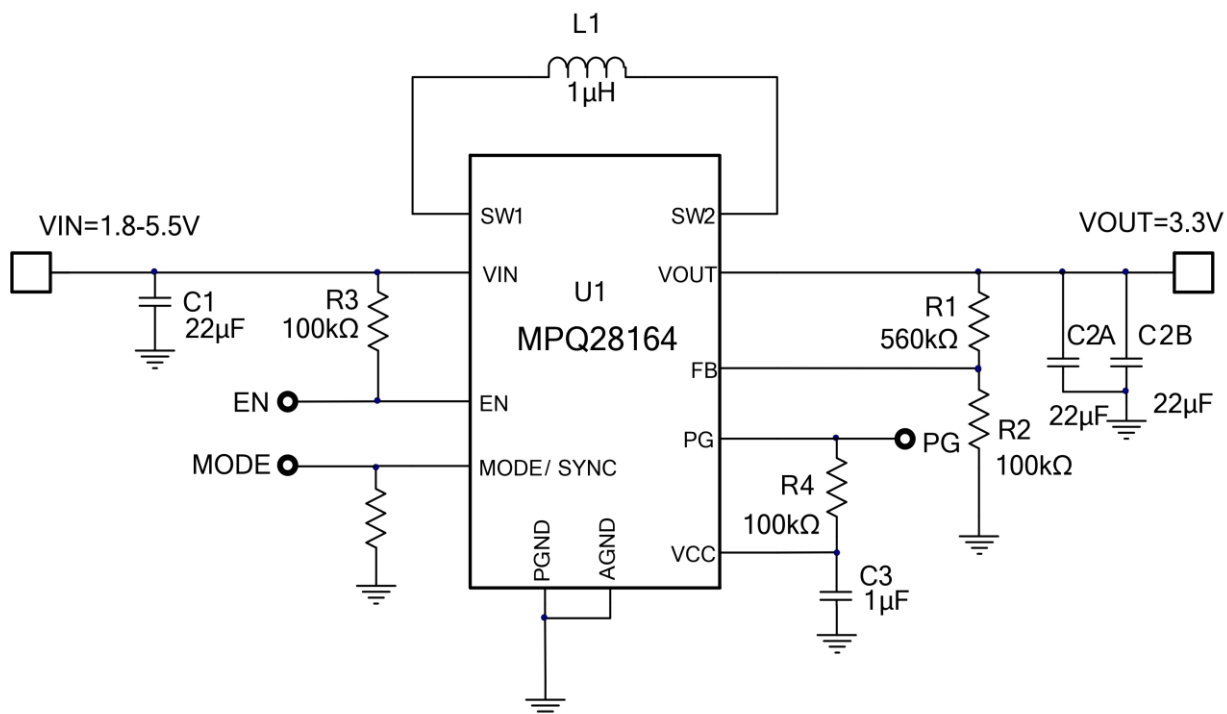 L1
1µH
SW1
SW2
VIN=1.8-5.5V
VOUT=3.3V
VIN
VOUT
C1
22µF
R3
100kΩ
U1
MPQ28164
R1
560kΩ
C2A
C2B
22µF
22µF
FB
EN
EN
PG
PG
R2
100kΩ
MODE
MODE/ SYNC
R4
100kΩ
PGND
AGND
VCC
C3
1µF